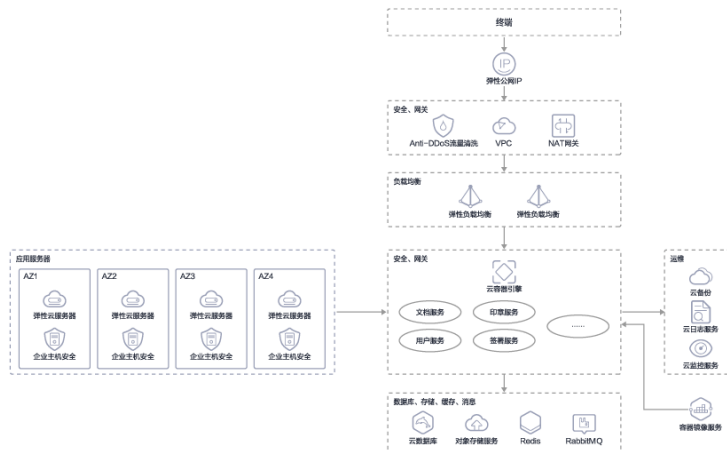 终端
弹性公网IP
安全、网关
Anti-DDoS流量清洗 VPC NAT网关
负载均衡
弹性负载均衡 弹性负载均衡
应用服务器
AZ1 AZ2 AZ3 AZ4
弹性云服务器 弹性云服务器 弹性云服务器 弹性云服务器
企业主机安全 企业主机安全 企业主机安全 企业主机安全
安全、网关
云容器引擎
文档服务 印章服务
用户服务 签署服务
......
运维
云备份
云日志服务
云监控服务
容器镜像服务
数据库、存储、缓存、消息
云数据库 对象存储服务 Redis RabbitMQ